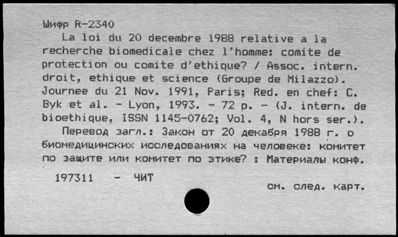 Шифр R-2340
La loi du 20 decembre 1988 relative a la
recherche biomedicale chez l'homme: comite de
protection ou comite d'ethique? / Assoc. intern.
droit, ethique et science (Groupe de Milazzo).
Journee du 21 Nov. 1991, Paris; Red. en chef: C.
Byk et al. - Lyon, 1993. - 72 p. - (J. intern. de
bioethique, ISSN 1145-0762; Vol. 4, N hors ser.).
Перевод загл.: Закон от 20 декабря 1988 г. о
биомедицинских исследованиях на человеке: комитет
по защите или комитет по этике? : Материалы конф.
197311 - ЧИТ
см. след. карт.